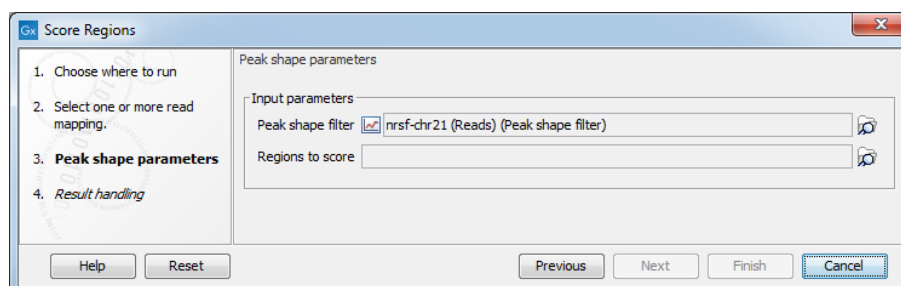 Gx Score Regions
1. Choose where to run
2. Select one or more read
mapping.
3. Peak shape parameters
4. Result handling
Peak shape parameters
Input parameters
Peak shape filter nrsf-chr21 (Reads) (Peak shape filter)
Regions to score
Help Reset Previous Next Finish Cancel